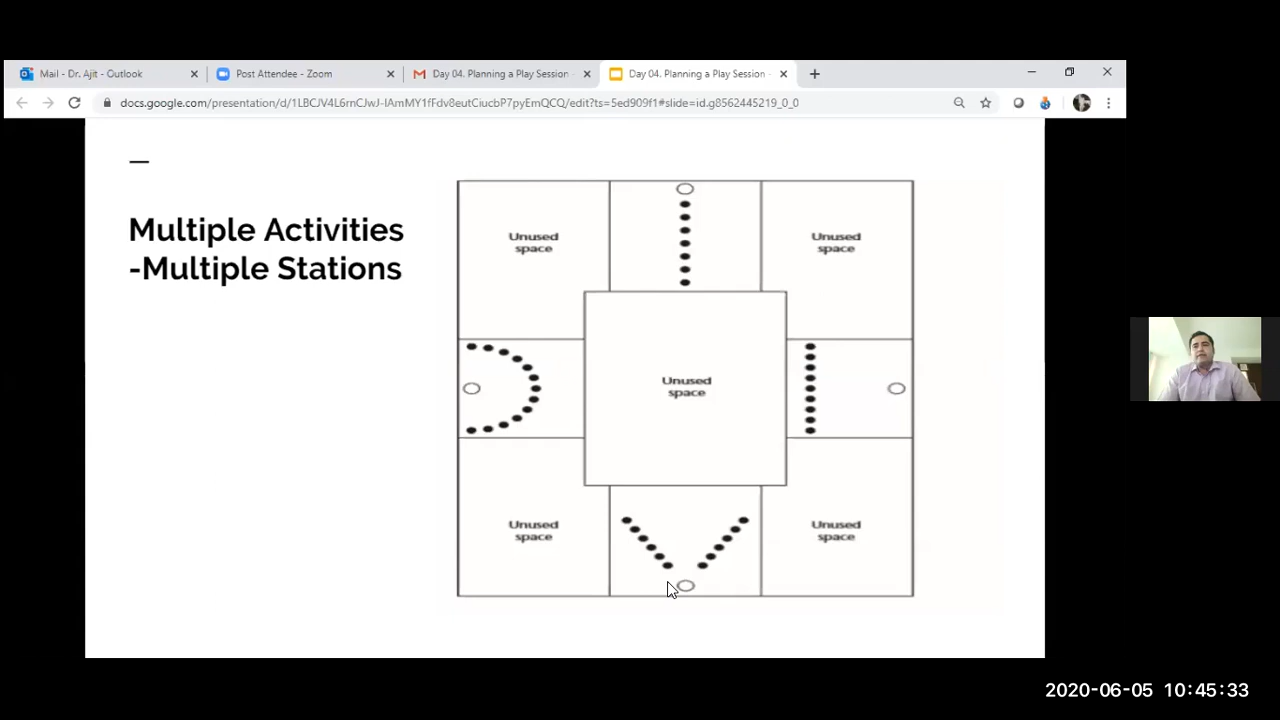 Mail - Dr. Ajit - Outlook
Post Attendee - Zoom
Day 04. Planning a Play Session -
Day 04. Planning a Play Session -
docs.google.com/presentation/d/1LBCJV4L6rnCJwJ-IAmMY1fFdv8eutCiucbP7pyEmQCQ/edit?ts=5ed909f1#slide=id.g8562445219_0_0
Multiple Activities
-Multiple Stations
Unused
space
Unused
space
Unused
space
Unused
space
Unused
space
2020-06-05 10:45:33